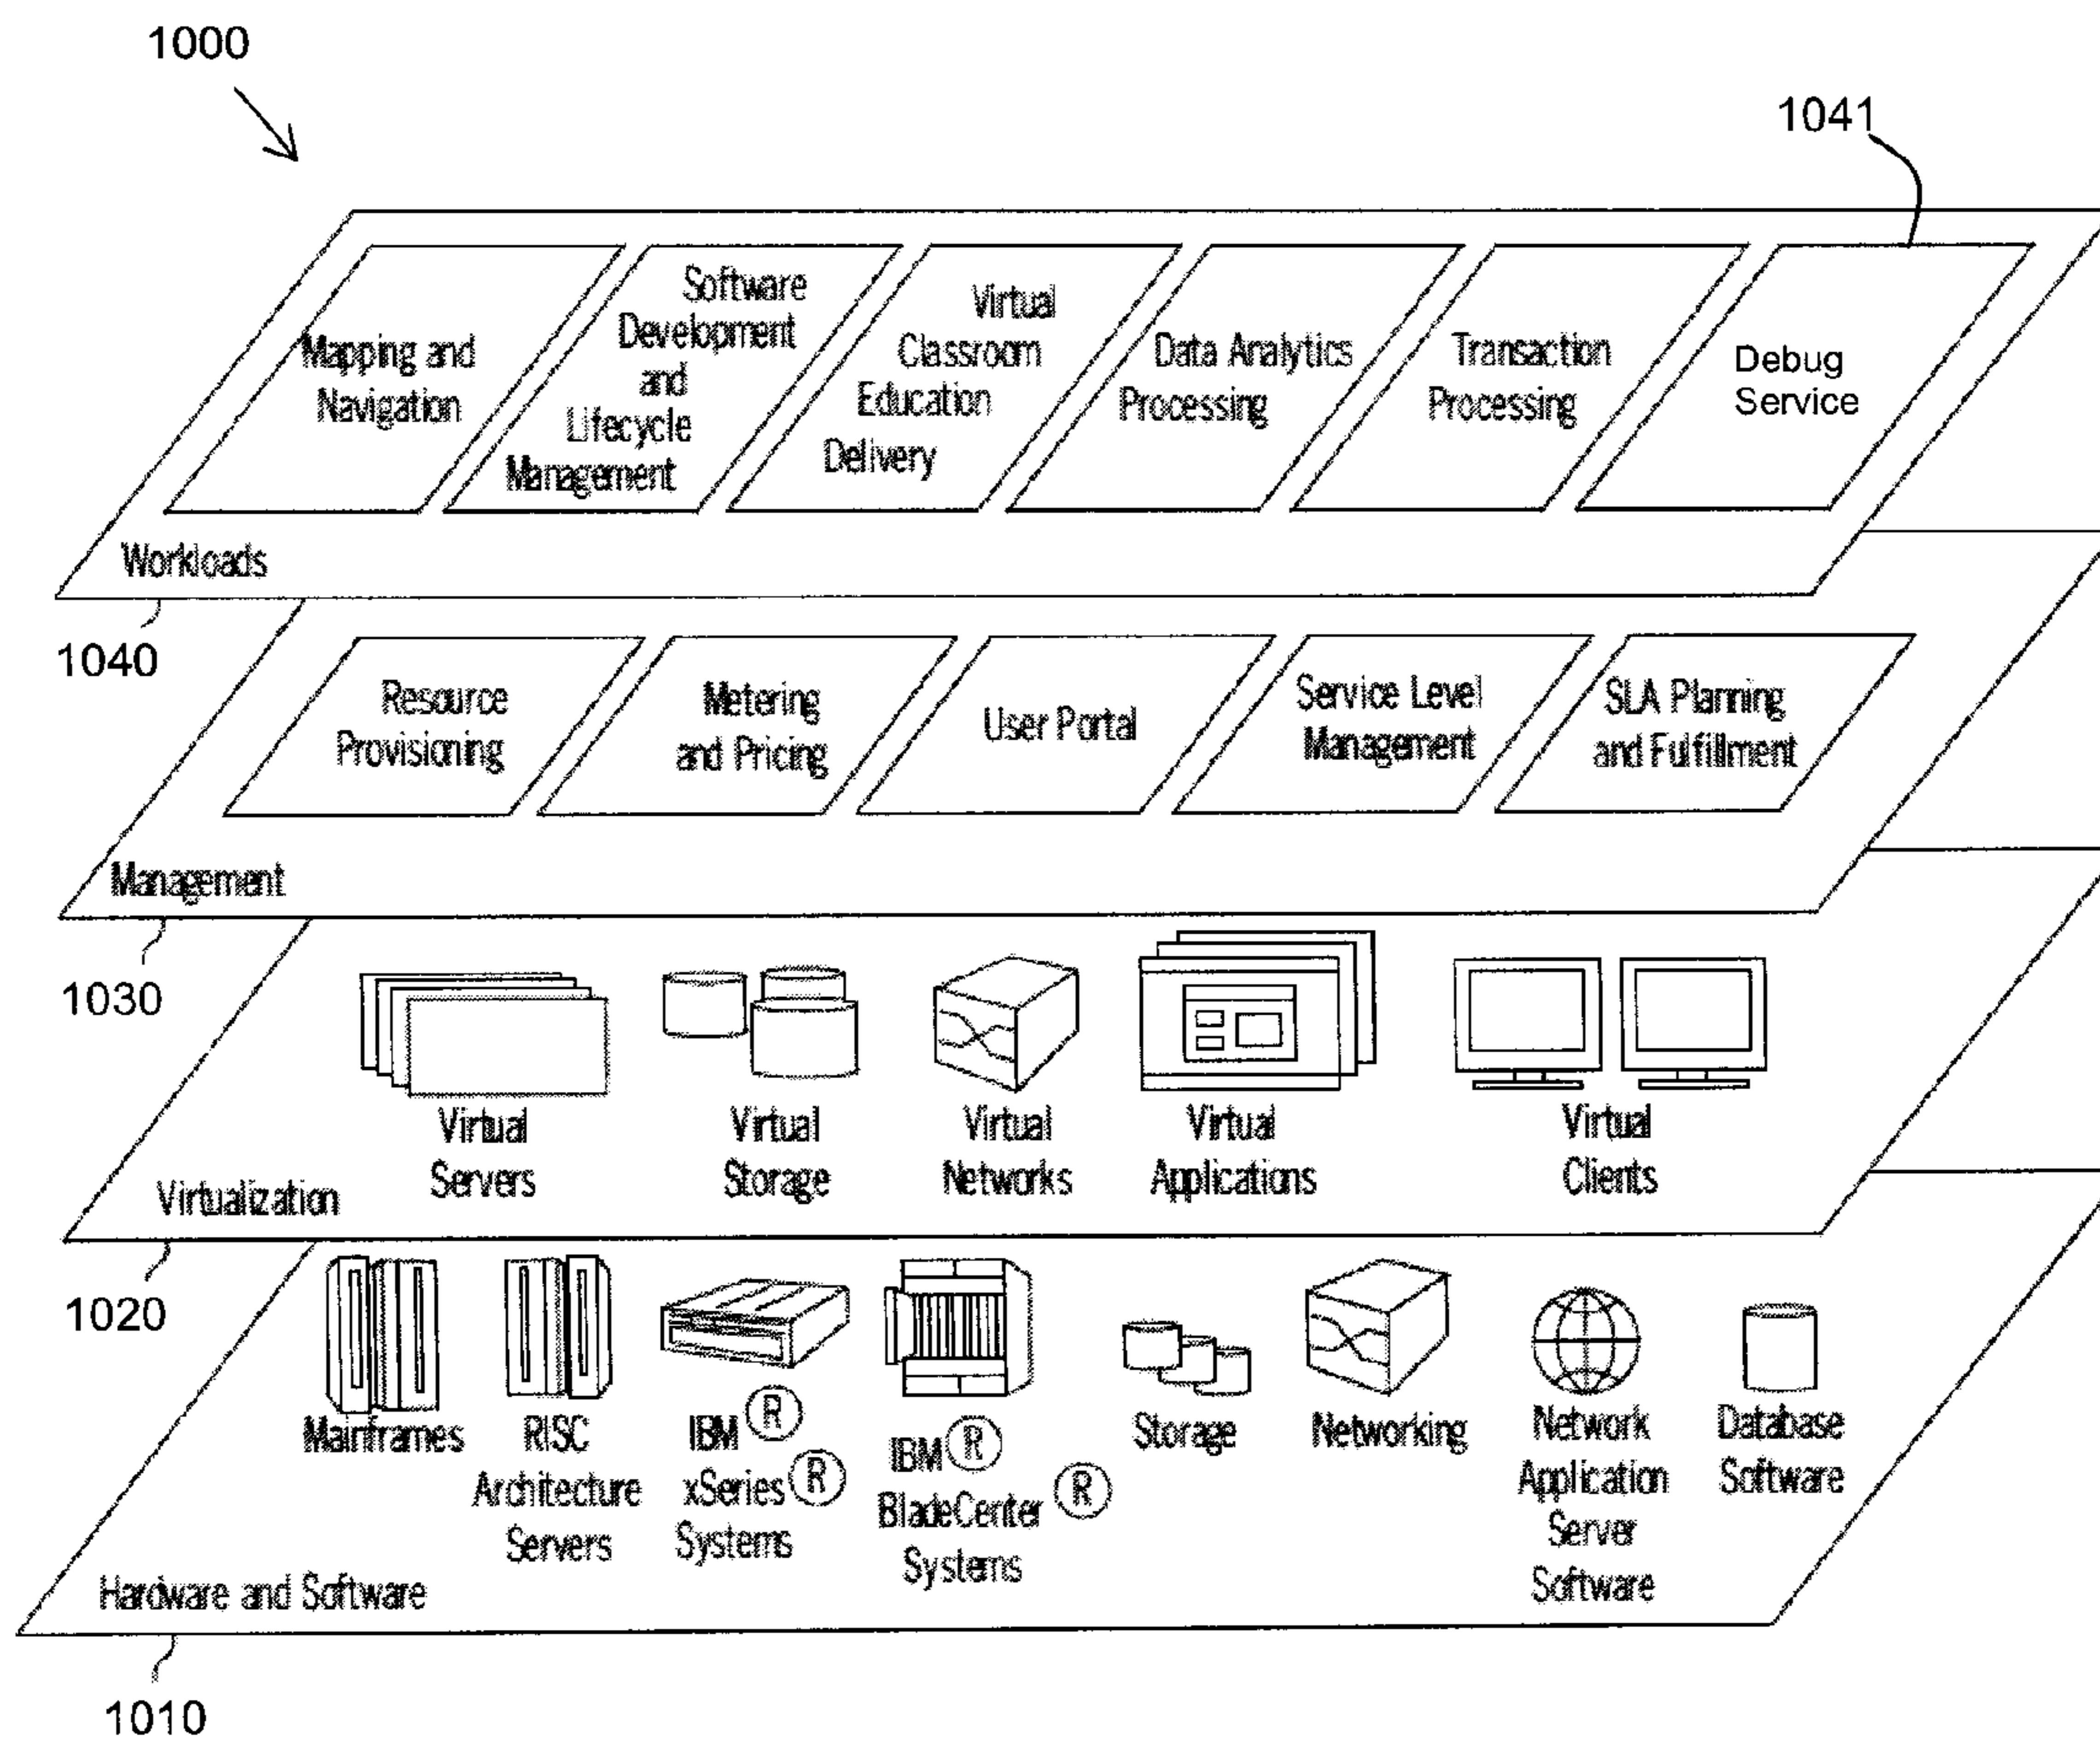 1000
1041
Mapping and
Navigation
Software
Development
and
Lifecycle
Management
Virtual
Classroom
Education
Delivery
Data Analytics
Processing
Transaction
Processing
Debug
Service
Workloads
1040
Resource
Provisioning
Metering
and Pricing
User Portal
Service Level
Management
SLA Planning
and Fulfillment
Management
1030
Virtual
Servers
Virtual
Storage
Virtual
Networks
Virtual
Applications
Virtual
Clients
Virtualization
1020
Mainframes
RISC
Architecture
Servers
IBM®
xSeries®
Systems
IBM®
BladeCenter®
Systems
Storage
Networking
Network
Application
Server
Software
Database
Software
Hardware and Software
1010